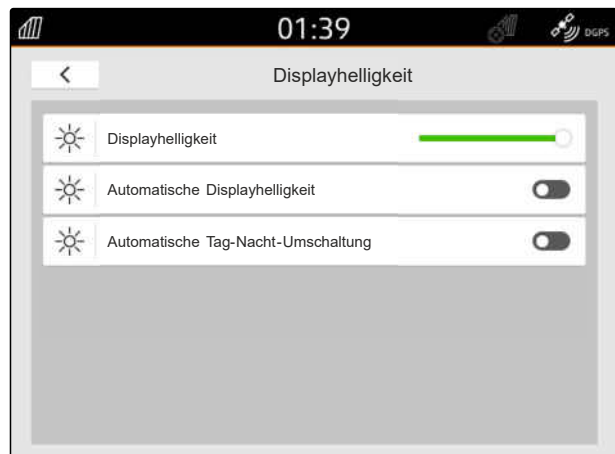 01:39
DGPS
Displayhelligkeit
Displayhelligkeit
Automatische Displayhelligkeit
Automatische Tag-Nacht-Umschaltung